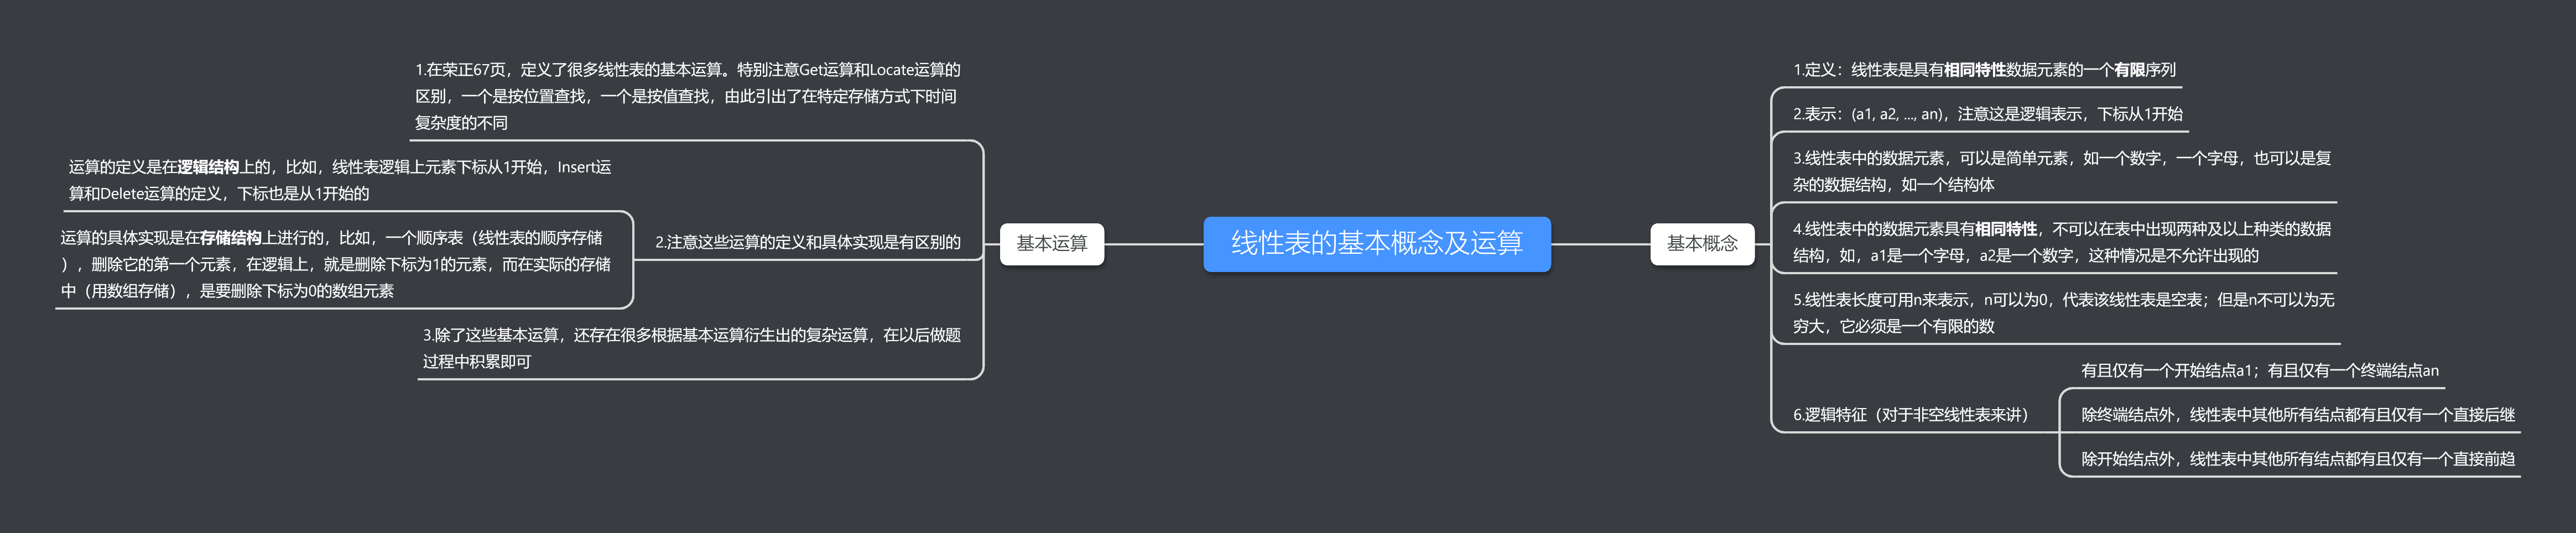 线性表的基本概念及运算
基本概念
1.定义：线性表是具有相同特性数据元素的一个有限序列
2.表示：(a1, a2, ..., an)，注意这是逻辑表示，下标从1开始
3.线性表中的数据元素，可以是简单元素，如一个数字，一个字母，也可以是复
杂的数据结构，如一个结构体
4.线性表中的数据元素具有相同特性，不可以在表中出现两种及以上种类的数据
结构，如，a1是一个字母，a2是一个数字，这种情况是不允许出现的
5.线性表长度可用n来表示，n可以为0，代表该线性表是空表；但是n不可以为无
穷大，它必须是一个有限的数
6.逻辑特征（对于非空线性表来讲）
有且仅有一个开始结点a1；有且仅有一个终端结点an
除终端结点外，线性表中其他所有结点都有且仅有一个直接后继
除开始结点外，线性表中其他所有结点都有且仅有一个直接前趋
基本运算
1.在荣正67页，定义了很多线性表的基本运算。特别注意Get运算和Locate运算的
区别，一个是按位置查找，一个是按值查找，由此引出了在特定存储方式下时间
复杂度的不同
2.注意这些运算的定义和具体实现是有区别的
运算的定义是在逻辑结构上的，比如，线性表逻辑上元素下标从1开始，Insert运
算和Delete运算的定义，下标也是从1开始的
运算的具体实现是在存储结构上进行的，比如，一个顺序表（线性表的顺序存储
），删除它的第一个元素，在逻辑上，就是删除下标为1的元素，而在实际的存储
中（用数组存储），是要删除下标为0的数组元素
3.除了这些基本运算，还存在很多根据基本运算衍生出的复杂运算，在以后做题
过程中积累即可